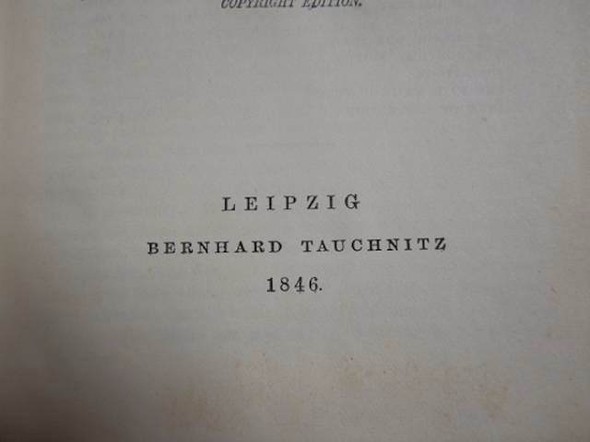 COPYRIGHT EDITION.
LEIPZIG
BERNHARD TAUCHNITZ
1846.